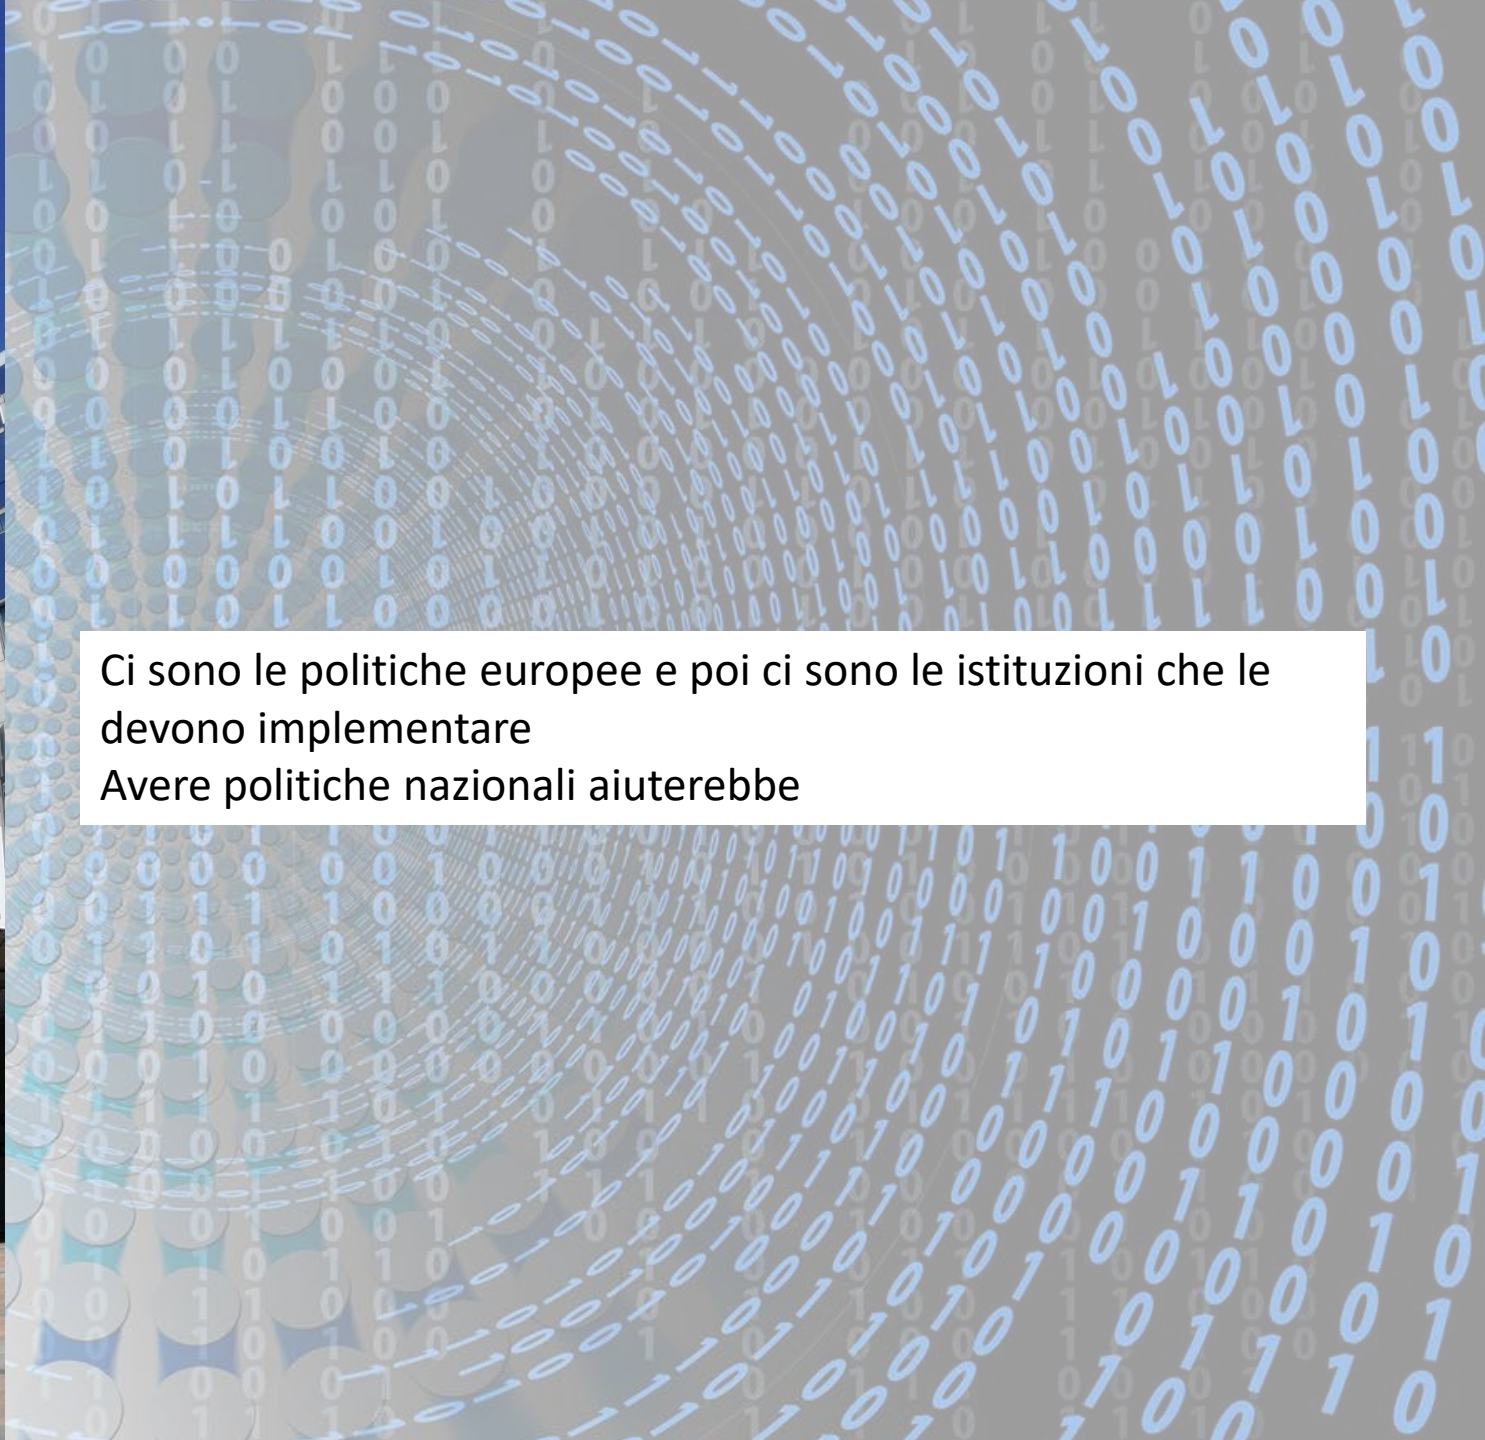 Ci sono le politiche europee e poi ci sono le istituzioni che le
devono implementare
Avere politiche nazionali aiuterebbe